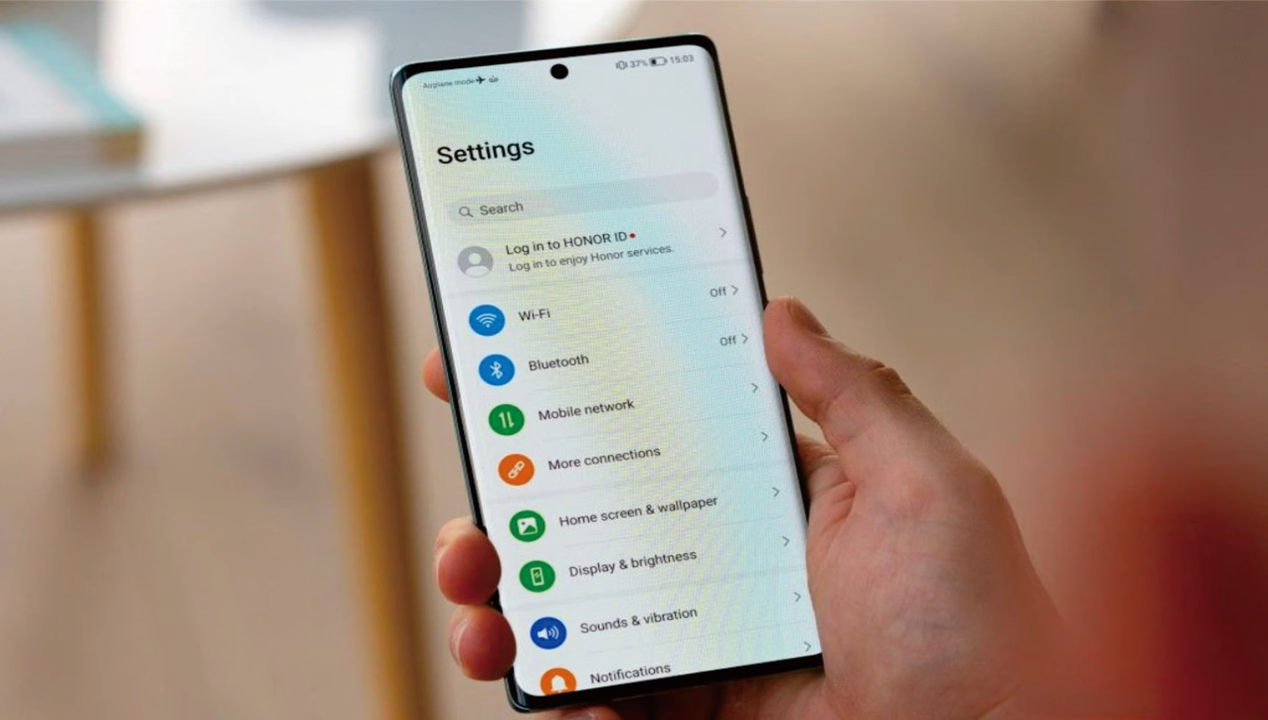 Airplane mode
37% 15:03
Settings
Search
Log in to HONOR ID
Log in to enjoy Honor services.
Wi-Fi
Off
Bluetooth
Off
Mobile network
More connections
Home screen & wallpaper
Display & brightness
Sounds & vibration
Notifications